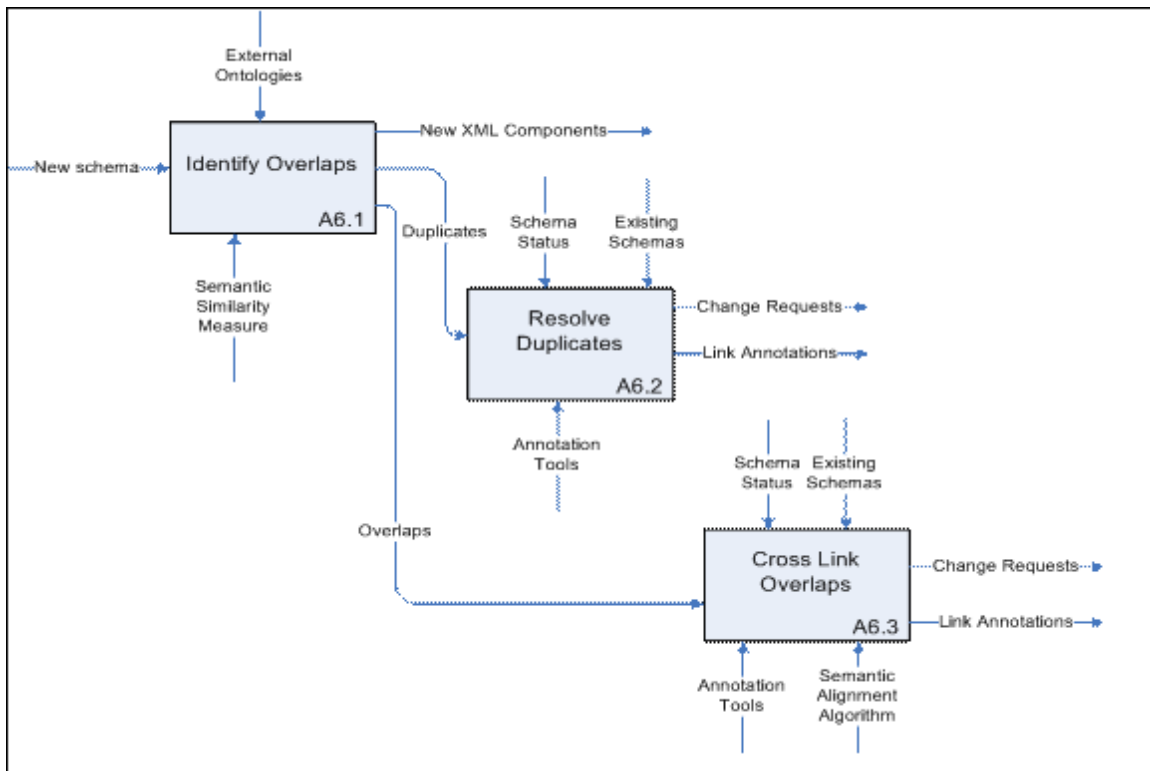 External
Ontologies
New XML Components
New schema
Identify Overlaps
A6.1
Duplicates
Schema
Status
Existing
Schemas
Semantic
Similarity
Measure
Change Requests
Resolve
Duplicates
Link Annotations
A6.2
Annotation
Tools
Schema
Status
Existing
Schemas
Overlaps
Cross Link
Overlaps
Change Requests
Link Annotations
A6.3
Annotation
Tools
Semantic
Alignment
Algorithm